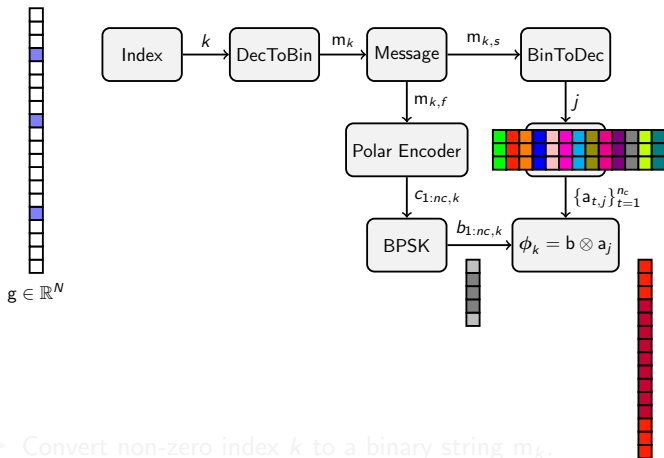 Index
k
DecToBin
m_k
Message
m_{k,s}
BinToDec
m_{k,f}
j
Polar Encoder
c_{1:nc,k}
{a_{t,j}}_{t=1}^{n_c}
BPSK
b_{1:nc,k}
ϕ_k = b ⊗ a_j
g ∈ ℝ^N
Convert non-zero index k to a binary string m_k.